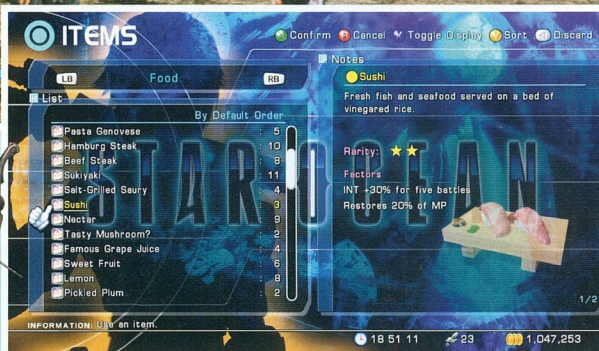 ITEMS
Confirm Cancel Toggle Display Sort Discard
LB Food RB
List
By Default Order
Pasta Genovese : 5
Hamburg Steak : 10
Beef Steak : 8
Sukiyaki : 11
Salt-Grilled Saury : 4
Sushi : 3
Nectar : 9
Tasty Mushroom? : 2
Famous Grape Juice : 4
Sweet Fruit : 6
Lemon : 8
Pickled Plum : 2
Notes
Sushi
Fresh fish and seafood served on a bed of
vinegared rice.
Rarity: ★★
Factors
INT +30% for five battles
Restores 20% of MP
1/2
STAR OCEAN
INFORMATION: Use an item.
18 51 11 23 1,047,253